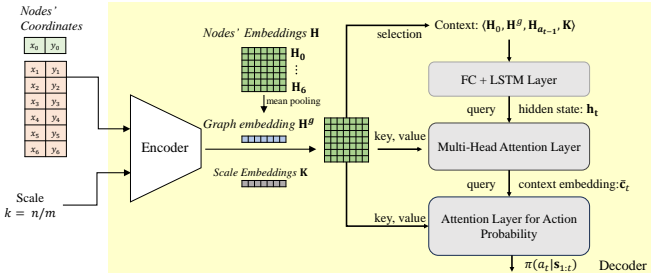 Nodes'
Coordinates
x₀ y₀
x₁ y₁
x₂ y₂
x₃ y₃
x₄ y₄
x₅ y₅
x₆ y₆
Scale
k = n/m
Encoder
Nodes' Embeddings H
H₀
⋮
H₆
mean pooling
Graph embedding Hᵍ
Scale Embeddings K
selection
Context: ⟨H₀, Hᵍ, Hₐₜ₋₁, K⟩
FC + LSTM Layer
query hidden state: hₜ
key, value
Multi-Head Attention Layer
query context embedding:c̄ₜ
key, value
Attention Layer for Action
Probability
π(aₜ|s₁:ₜ)
Decoder